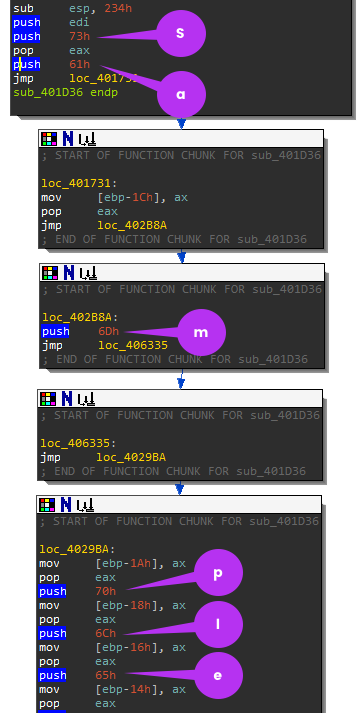 sub esp, 234h
push edi
push 73h
pop eax
push 61h
jmp loc_401731
sub_401D36 endp
S
a
N
; START OF FUNCTION CHUNK FOR sub_401D36
loc_401731:
mov [ebp-1Ch], ax
pop eax
jmp loc_402B8A
; END OF FUNCTION CHUNK FOR sub_401D36
N
; START OF FUNCTION CHUNK FOR sub_401D36
loc_402B8A:
push 6Dh
jmp loc_406335
; END OF FUNCTION CHUNK FOR sub_401D36
m
N
; START OF FUNCTION CHUNK FOR sub_401D36
loc_406335:
jmp loc_4029BA
; END OF FUNCTION CHUNK FOR sub_401D36
N
; START OF FUNCTION CHUNK FOR sub_401D36
loc_4029BA:
mov [ebp-1Ah], ax
pop eax
push 70h
mov [ebp-18h], ax
pop eax
push 6Ch
mov [ebp-16h], ax
pop eax
push 65h
mov [ebp-14h], ax
pop eax
p
l
e